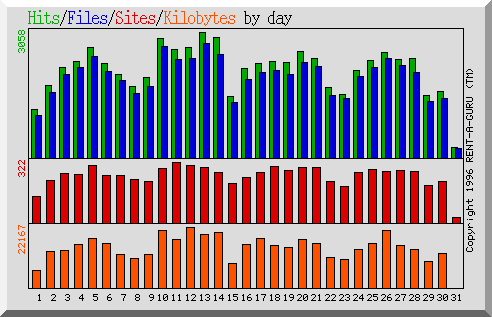 Hits/Files/Sites/Kilobytes by day
3058
322
22167
1 2 3 4 5 6 7 8 9 10 11 12 13 14 15 16 17 18 19 20 21 22 23 24 25 26 27 28 29 30 31
Copyright 1996 RENT-A-GURU (TM)